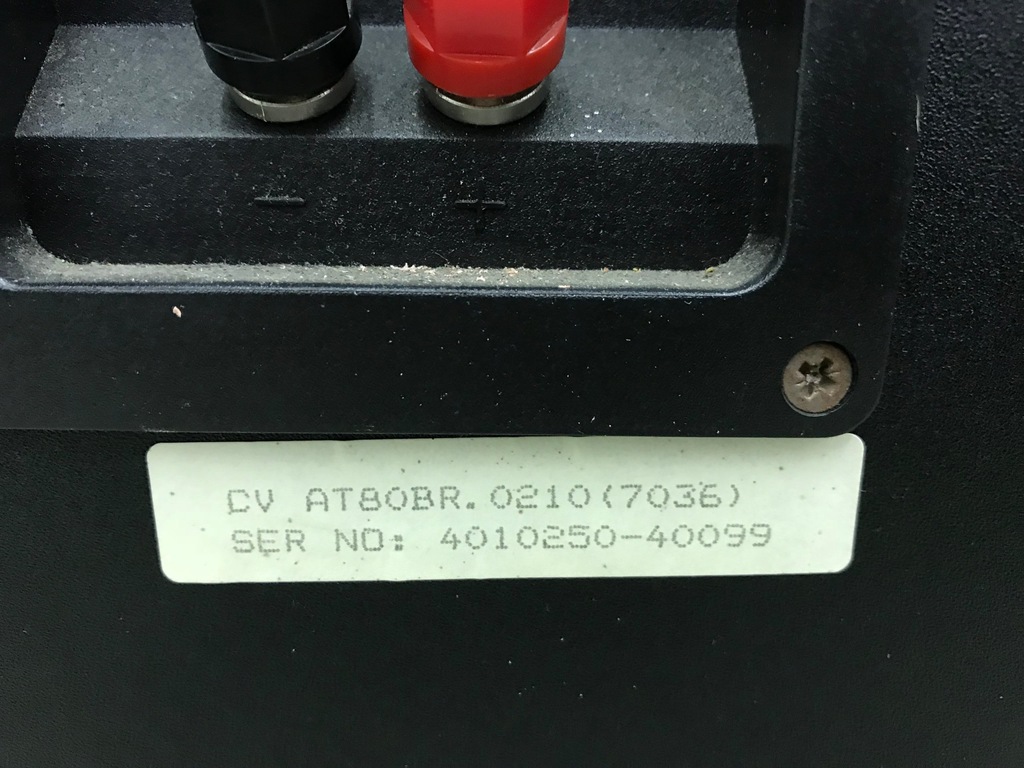 − +
CV AT80BR.0210(7036)
SER NO: 4010250-40099